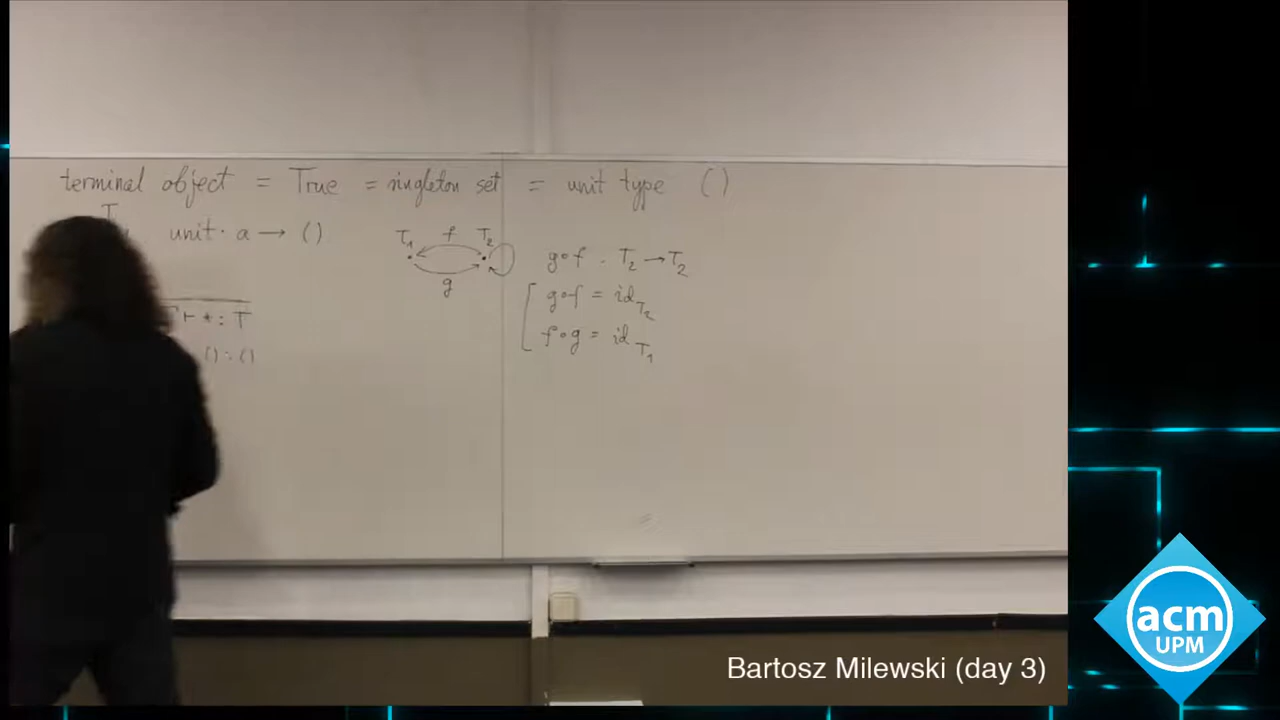 terminal object = True = singleton set = unit type ()
T
unit : a → ()
T₁ f T₂
g
g∘f : T₂ → T₂
g∘f = id_T₂
f∘g = id_T₁
Γ ⊢ * : T
() : ()
Bartosz Milewski (day 3)
acm
UPM